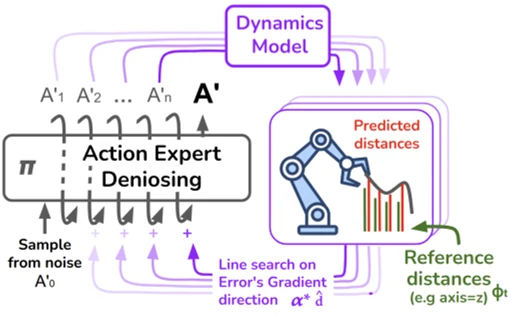 Dynamics
Model
A'1 A'2 ... A'n A'
Predicted
distances
π
Action Expert
Deniosing
Sample
from noise
A'0
+ + + + +
Line search on
Error's Gradient
direction α* d̂
Reference
distances ϕt
(e.g axis=z)